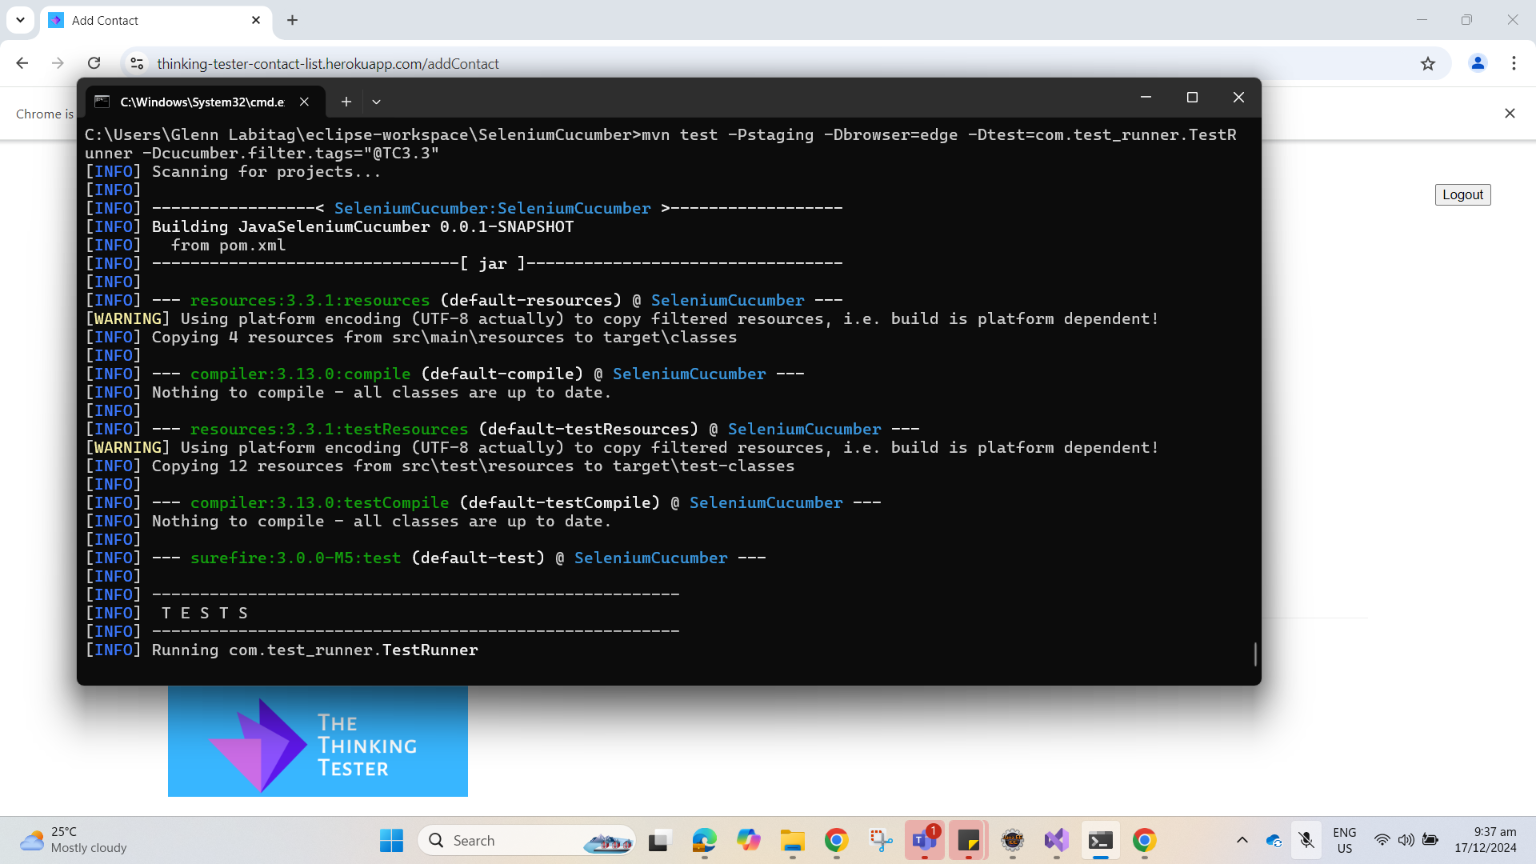 Add Contact
thinking-tester-contact-list.herokuapp.com/addContact
Chrome is
C:\Windows\System32\cmd.e
C:\Users\Glenn Labitag\eclipse-workspace\SeleniumCucumber>mvn test -Pstaging -Dbrowser=edge -Dtest=com.test_runner.TestR
unner -Dcucumber.filter.tags="@TC3.3"
[INFO] Scanning for projects...
[INFO]
[INFO] -----------------< SeleniumCucumber:SeleniumCucumber >------------------
[INFO] Building JavaSeleniumCucumber 0.0.1-SNAPSHOT
[INFO]   from pom.xml
[INFO] --------------------------------[ jar ]---------------------------------
[INFO]
[INFO] --- resources:3.3.1:resources (default-resources) @ SeleniumCucumber ---
[WARNING] Using platform encoding (UTF-8 actually) to copy filtered resources, i.e. build is platform dependent!
[INFO] Copying 4 resources from src\main\resources to target\classes
[INFO]
[INFO] --- compiler:3.13.0:compile (default-compile) @ SeleniumCucumber ---
[INFO] Nothing to compile - all classes are up to date.
[INFO]
[INFO] --- resources:3.3.1:testResources (default-testResources) @ SeleniumCucumber ---
[WARNING] Using platform encoding (UTF-8 actually) to copy filtered resources, i.e. build is platform dependent!
[INFO] Copying 12 resources from src\test\resources to target\test-classes
[INFO]
[INFO] --- compiler:3.13.0:testCompile (default-testCompile) @ SeleniumCucumber ---
[INFO] Nothing to compile - all classes are up to date.
[INFO]
[INFO] --- surefire:3.0.0-M5:test (default-test) @ SeleniumCucumber ---
[INFO]
[INFO] -------------------------------------------------------
[INFO]  T E S T S
[INFO] -------------------------------------------------------
[INFO] Running com.test_runner.TestRunner
Logout
THE
THINKING
TESTER
25°C
Mostly cloudy
Search
1
ENG
US
9:37 am
17/12/2024